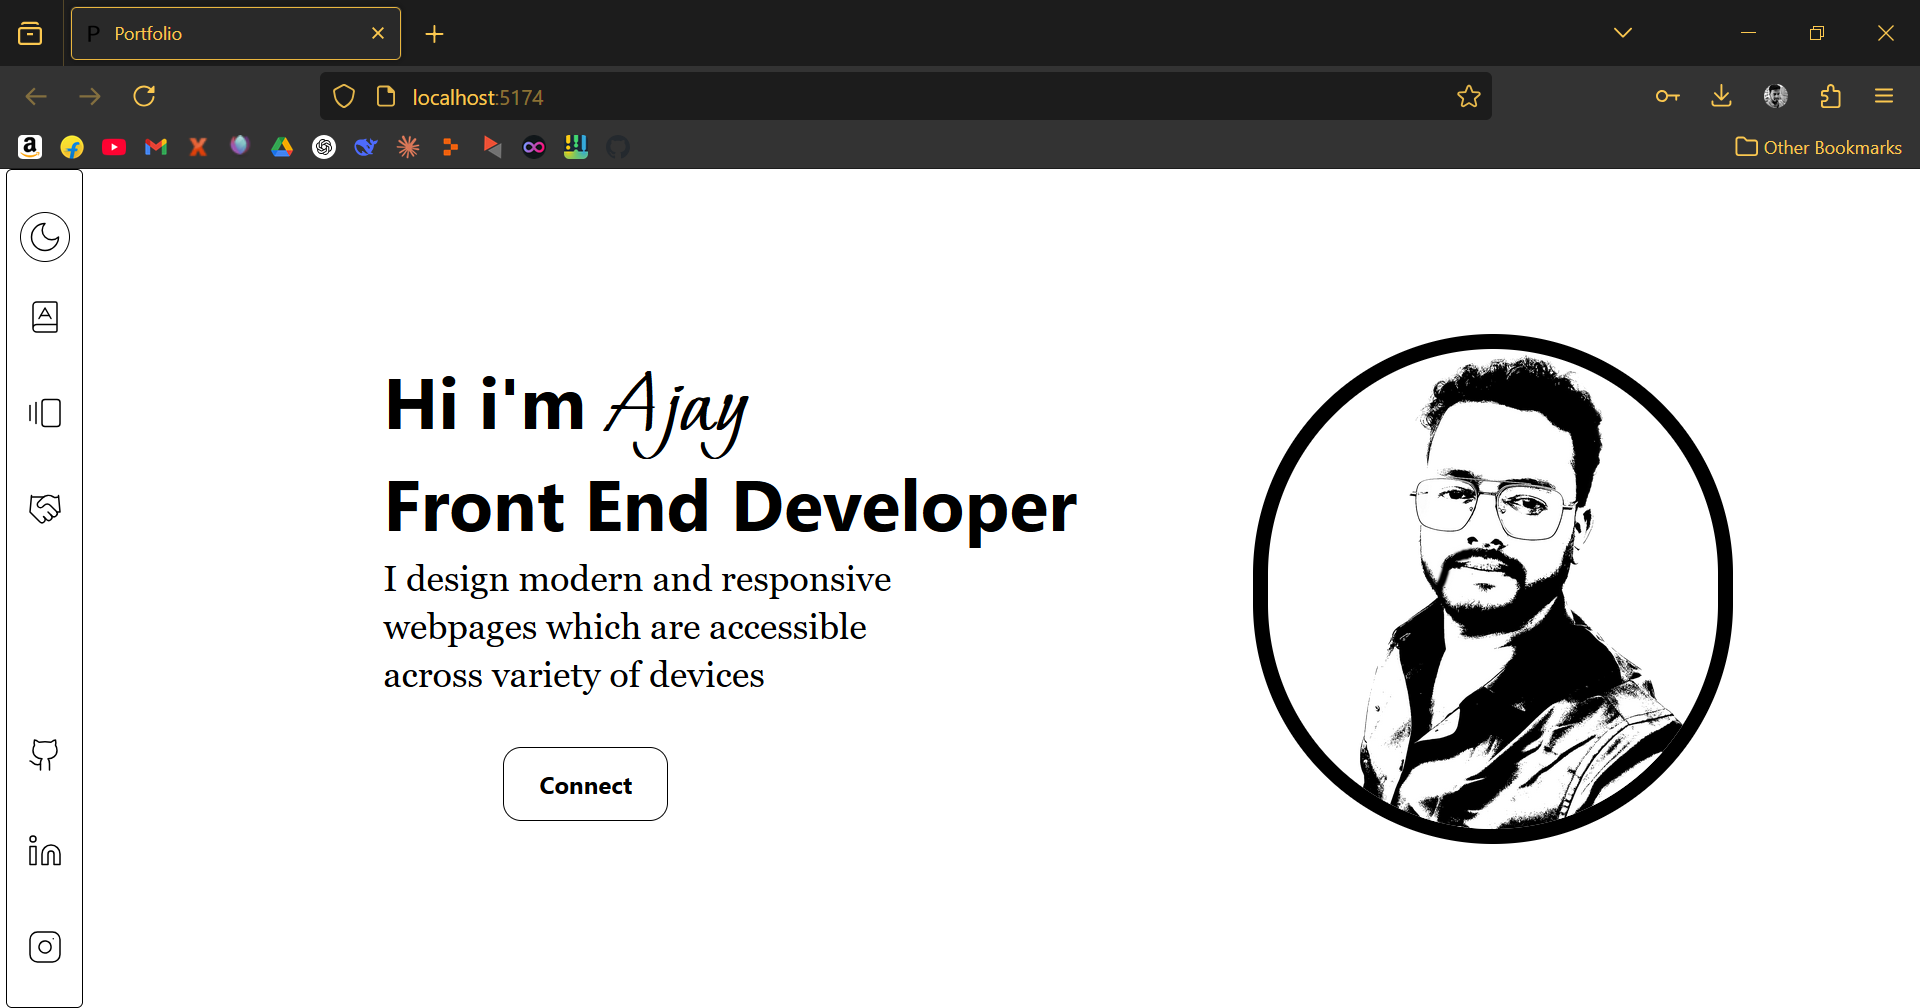 P Portfolio
localhost:5174
Other Bookmarks
Hi i'm Ajay
Front End Developer
I design modern and responsive
webpages which are accessible
across variety of devices
Connect